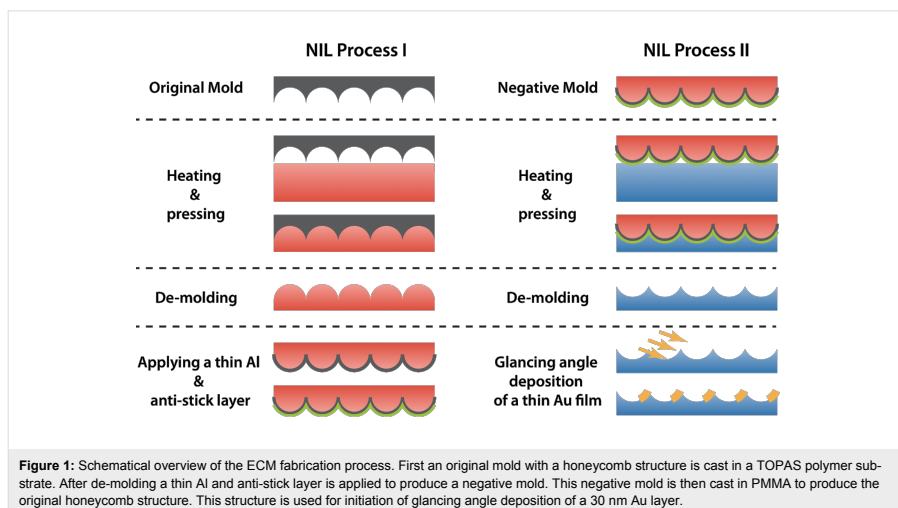 NIL Process I
NIL Process II
Original Mold
Negative Mold
Heating
&
pressing
Heating
&
pressing
De-molding
De-molding
Applying a thin Al
&
anti-stick layer
Glancing angle
deposition
of a thin Au film
Figure 1: Schematical overview of the ECM fabrication process. First an original mold with a honeycomb structure is cast in a TOPAS polymer sub-
strate. After de-molding a thin Al and anti-stick layer is applied to produce a negative mold. This negative mold is then cast in PMMA to produce the
original honeycomb structure. This structure is used for initiation of glancing angle deposition of a 30 nm Au layer.